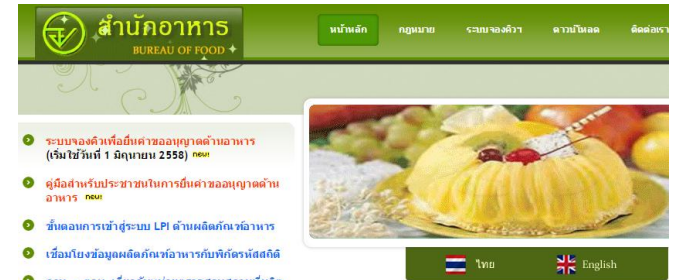 สำนักอาหาร
BUREAU OF FOOD
หน้าหลัก กฎหมาย ระบบจองคิวฯ ดาวน์โหลด ติดต่อเรา
ระบบจองคิวเพื่อยื่นคำขออนุญาตด้านอาหาร
(เริ่มใช้วันที่ 1 มิถุนายน 2558) new!
คู่มือสำหรับประชาชนในการยื่นคำขออนุญาตด้าน
อาหาร new!
ขั้นตอนการเข้าสู่ระบบ LPI ด้านผลิตภัณฑ์อาหาร
เชื่อมโยงข้อมูลผลิตภัณฑ์อาหารกับพิกัดรหัสสถิติ
ไทย English